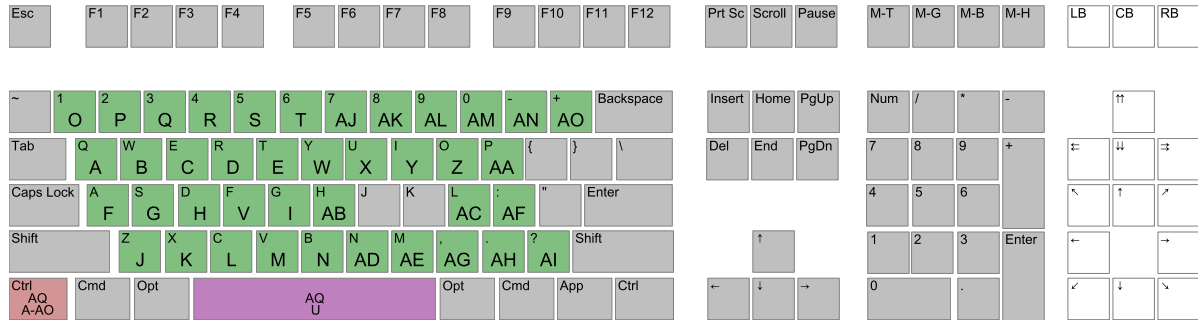 Esc F1 F2 F3 F4 F5 F6 F7 F8 F9 F10 F11 F12 Prt Sc Scroll Pause M-T M-G M-B M-H LB CB RB
~ 1 2 3 4 5 6 7 8 9 0 - + Backspace Insert Home PgUp Num / * - ⇈
O P Q R S T AJ AK AL AM AN AO
Tab Q W E R T Y U I O P { } \ Del End PgDn 7 8 9 + ⇇ ⇊ ⇉
A B C D E W X Y Z AA
Caps Lock A S D F G H J K L : " Enter 4 5 6 ↖ ↑ ↗
F G H V I AB AC AF
Shift Z X C V B N M , . ? Shift ↑ 1 2 3 Enter ← →
J K L M N AD AE AG AH AI
Ctrl Cmd Opt Opt Cmd App Ctrl ← ↓ → 0 . ↙ ↓ ↘
AQ AQ
A-AO U